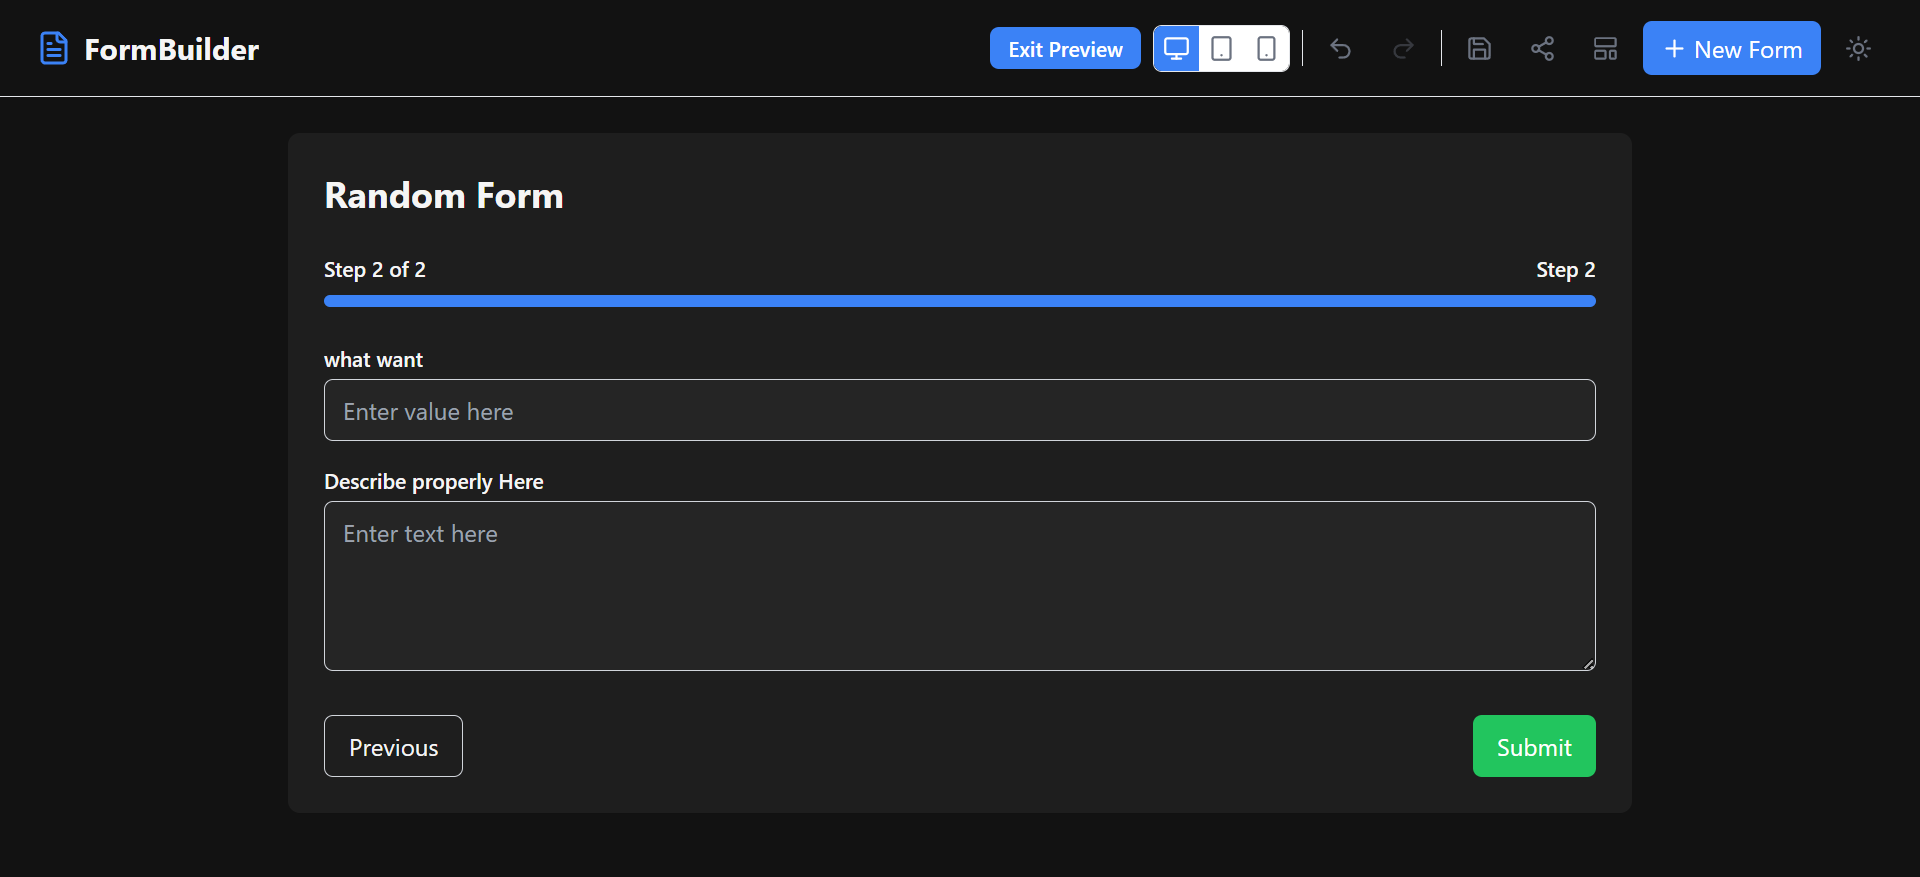 FormBuilder
Exit Preview
New Form
Random Form
Step 2 of 2
Step 2
what want
Enter value here
Describe properly Here
Enter text here
Previous
Submit